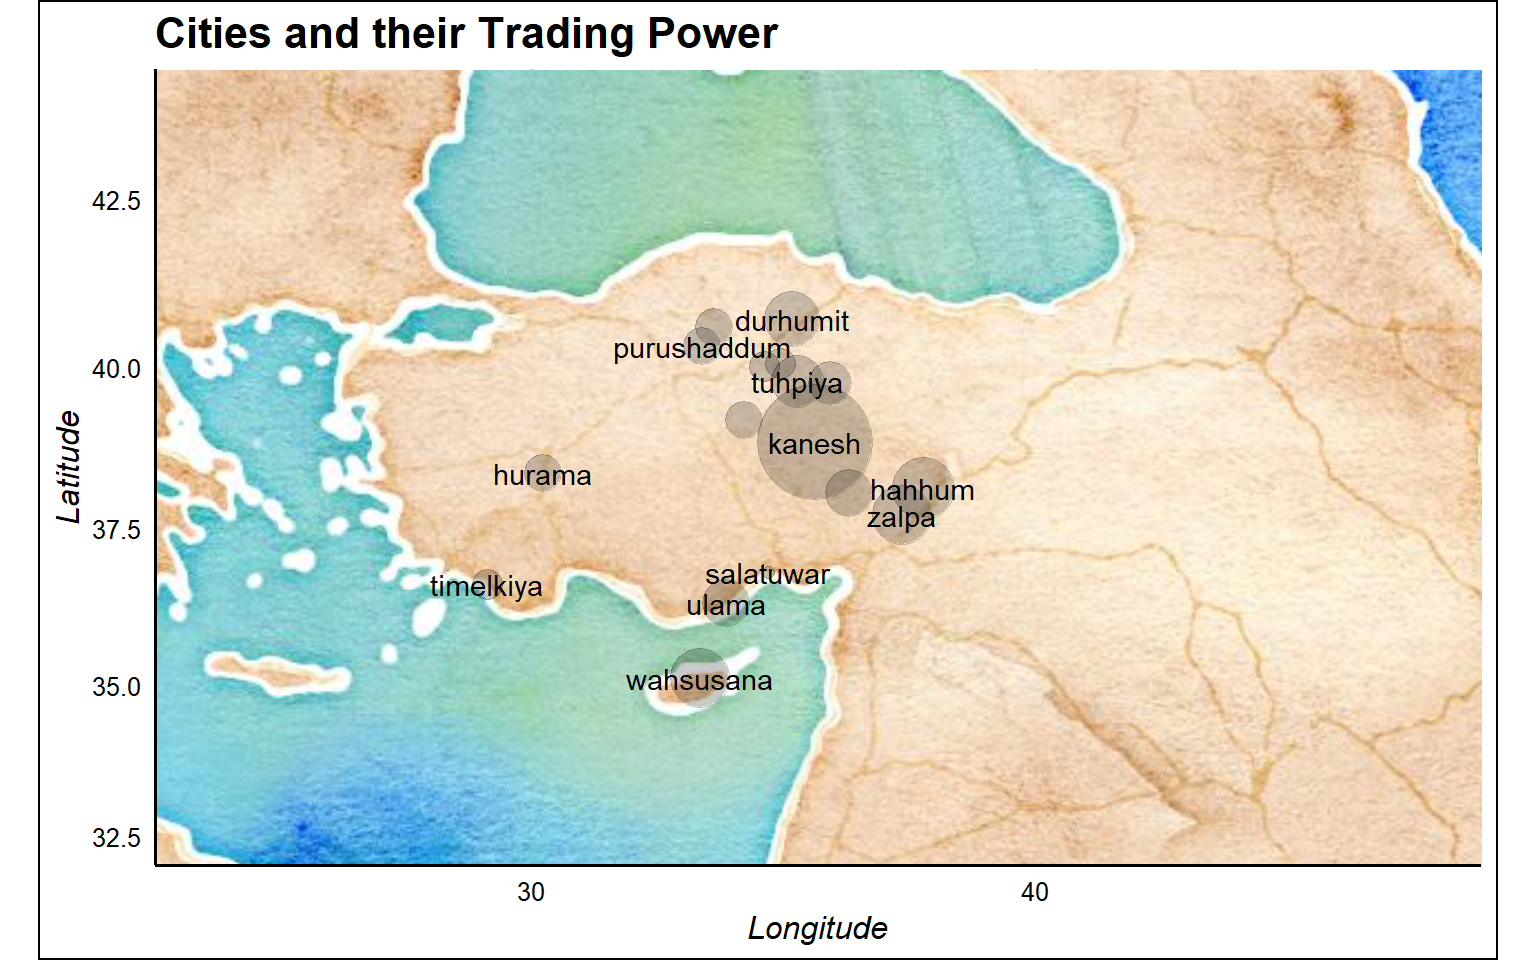 Cities and their Trading Power
42.5
40.0
37.5
35.0
32.5
Latitude
durhumit
purushaddum
tuhpiya
kanesh
hurama
hahhum
zalpa
salatuwar
timelkiya
ulama
wahsusana
30
40
Longitude